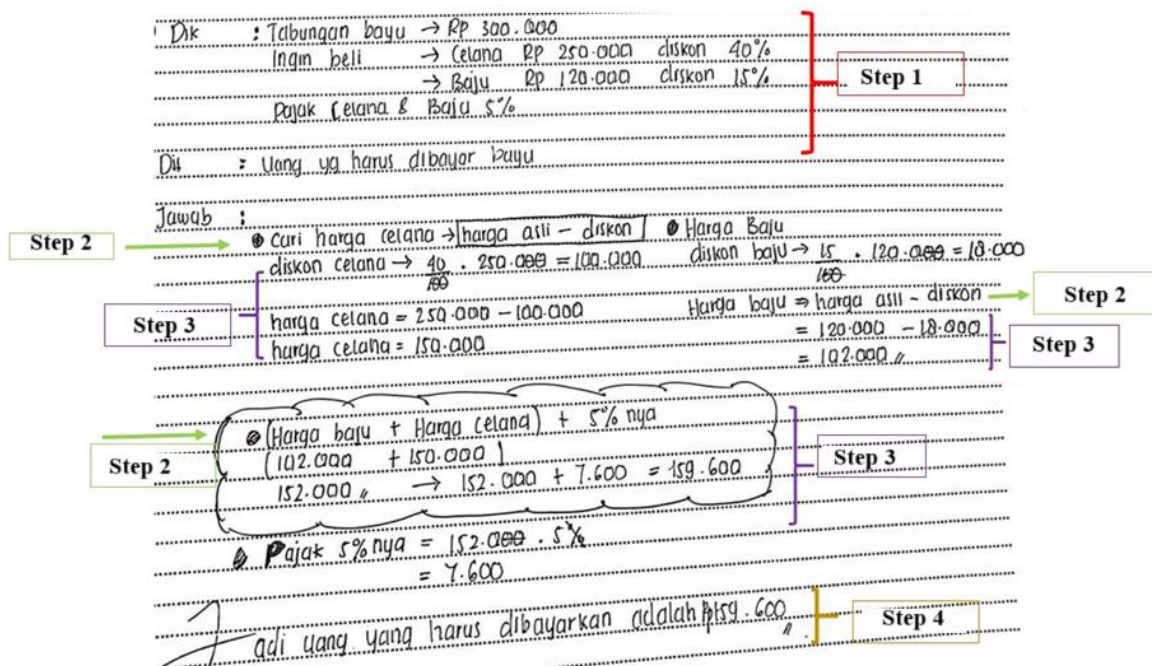 Dik : Tabungan bayu → Rp 300.000
Ingin beli → Celana Rp 250.000 diskon 40%
→ Baju Rp 120.000 diskon 15%
Step 1
Pajak Celana & Baju 5%
Dit : Uang yg harus dibayar bayu
Jawab :
Step 2
• Cari harga celana → harga asli - diskon
diskon celana → 40/100 . 250.000 = 100.000
Step 3
harga celana = 250.000 - 100.000
harga celana = 150.000
• Harga Baju
diskon baju → 15/100 . 120.000 = 18.000
Harga baju ⇒ harga asli - diskon
Step 2
= 120.000 - 18.000
= 102.000 //
Step 3
Step 2
• (Harga baju + Harga celana) + 5% nya
(102.000 + 150.000)
152.000 // → 152.000 + 7.600 = 159.600
Step 3
• Pajak 5% nya = 152.000 . 5%
= 7.600
Jadi uang yang harus dibayarkan adalah Rp159.600 //.
Step 4